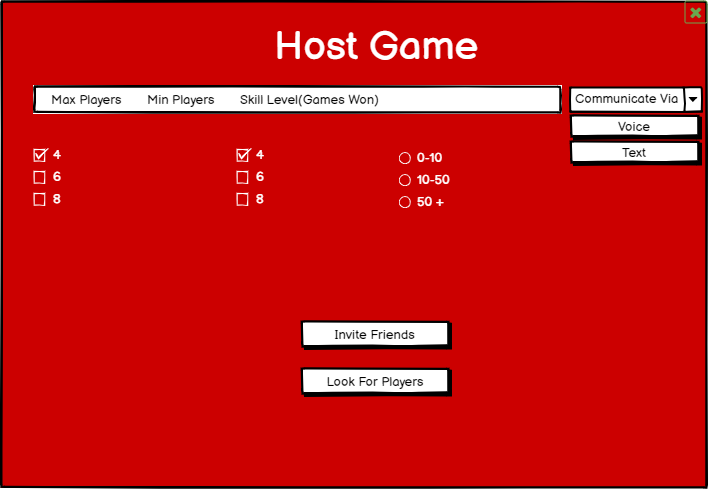 Host Game
Max Players Min Players Skill Level(Games Won)
Communicate Via
Voice
Text
4 4 0-10
6 6 10-50
8 8 50 +
Invite Friends
Look For Players